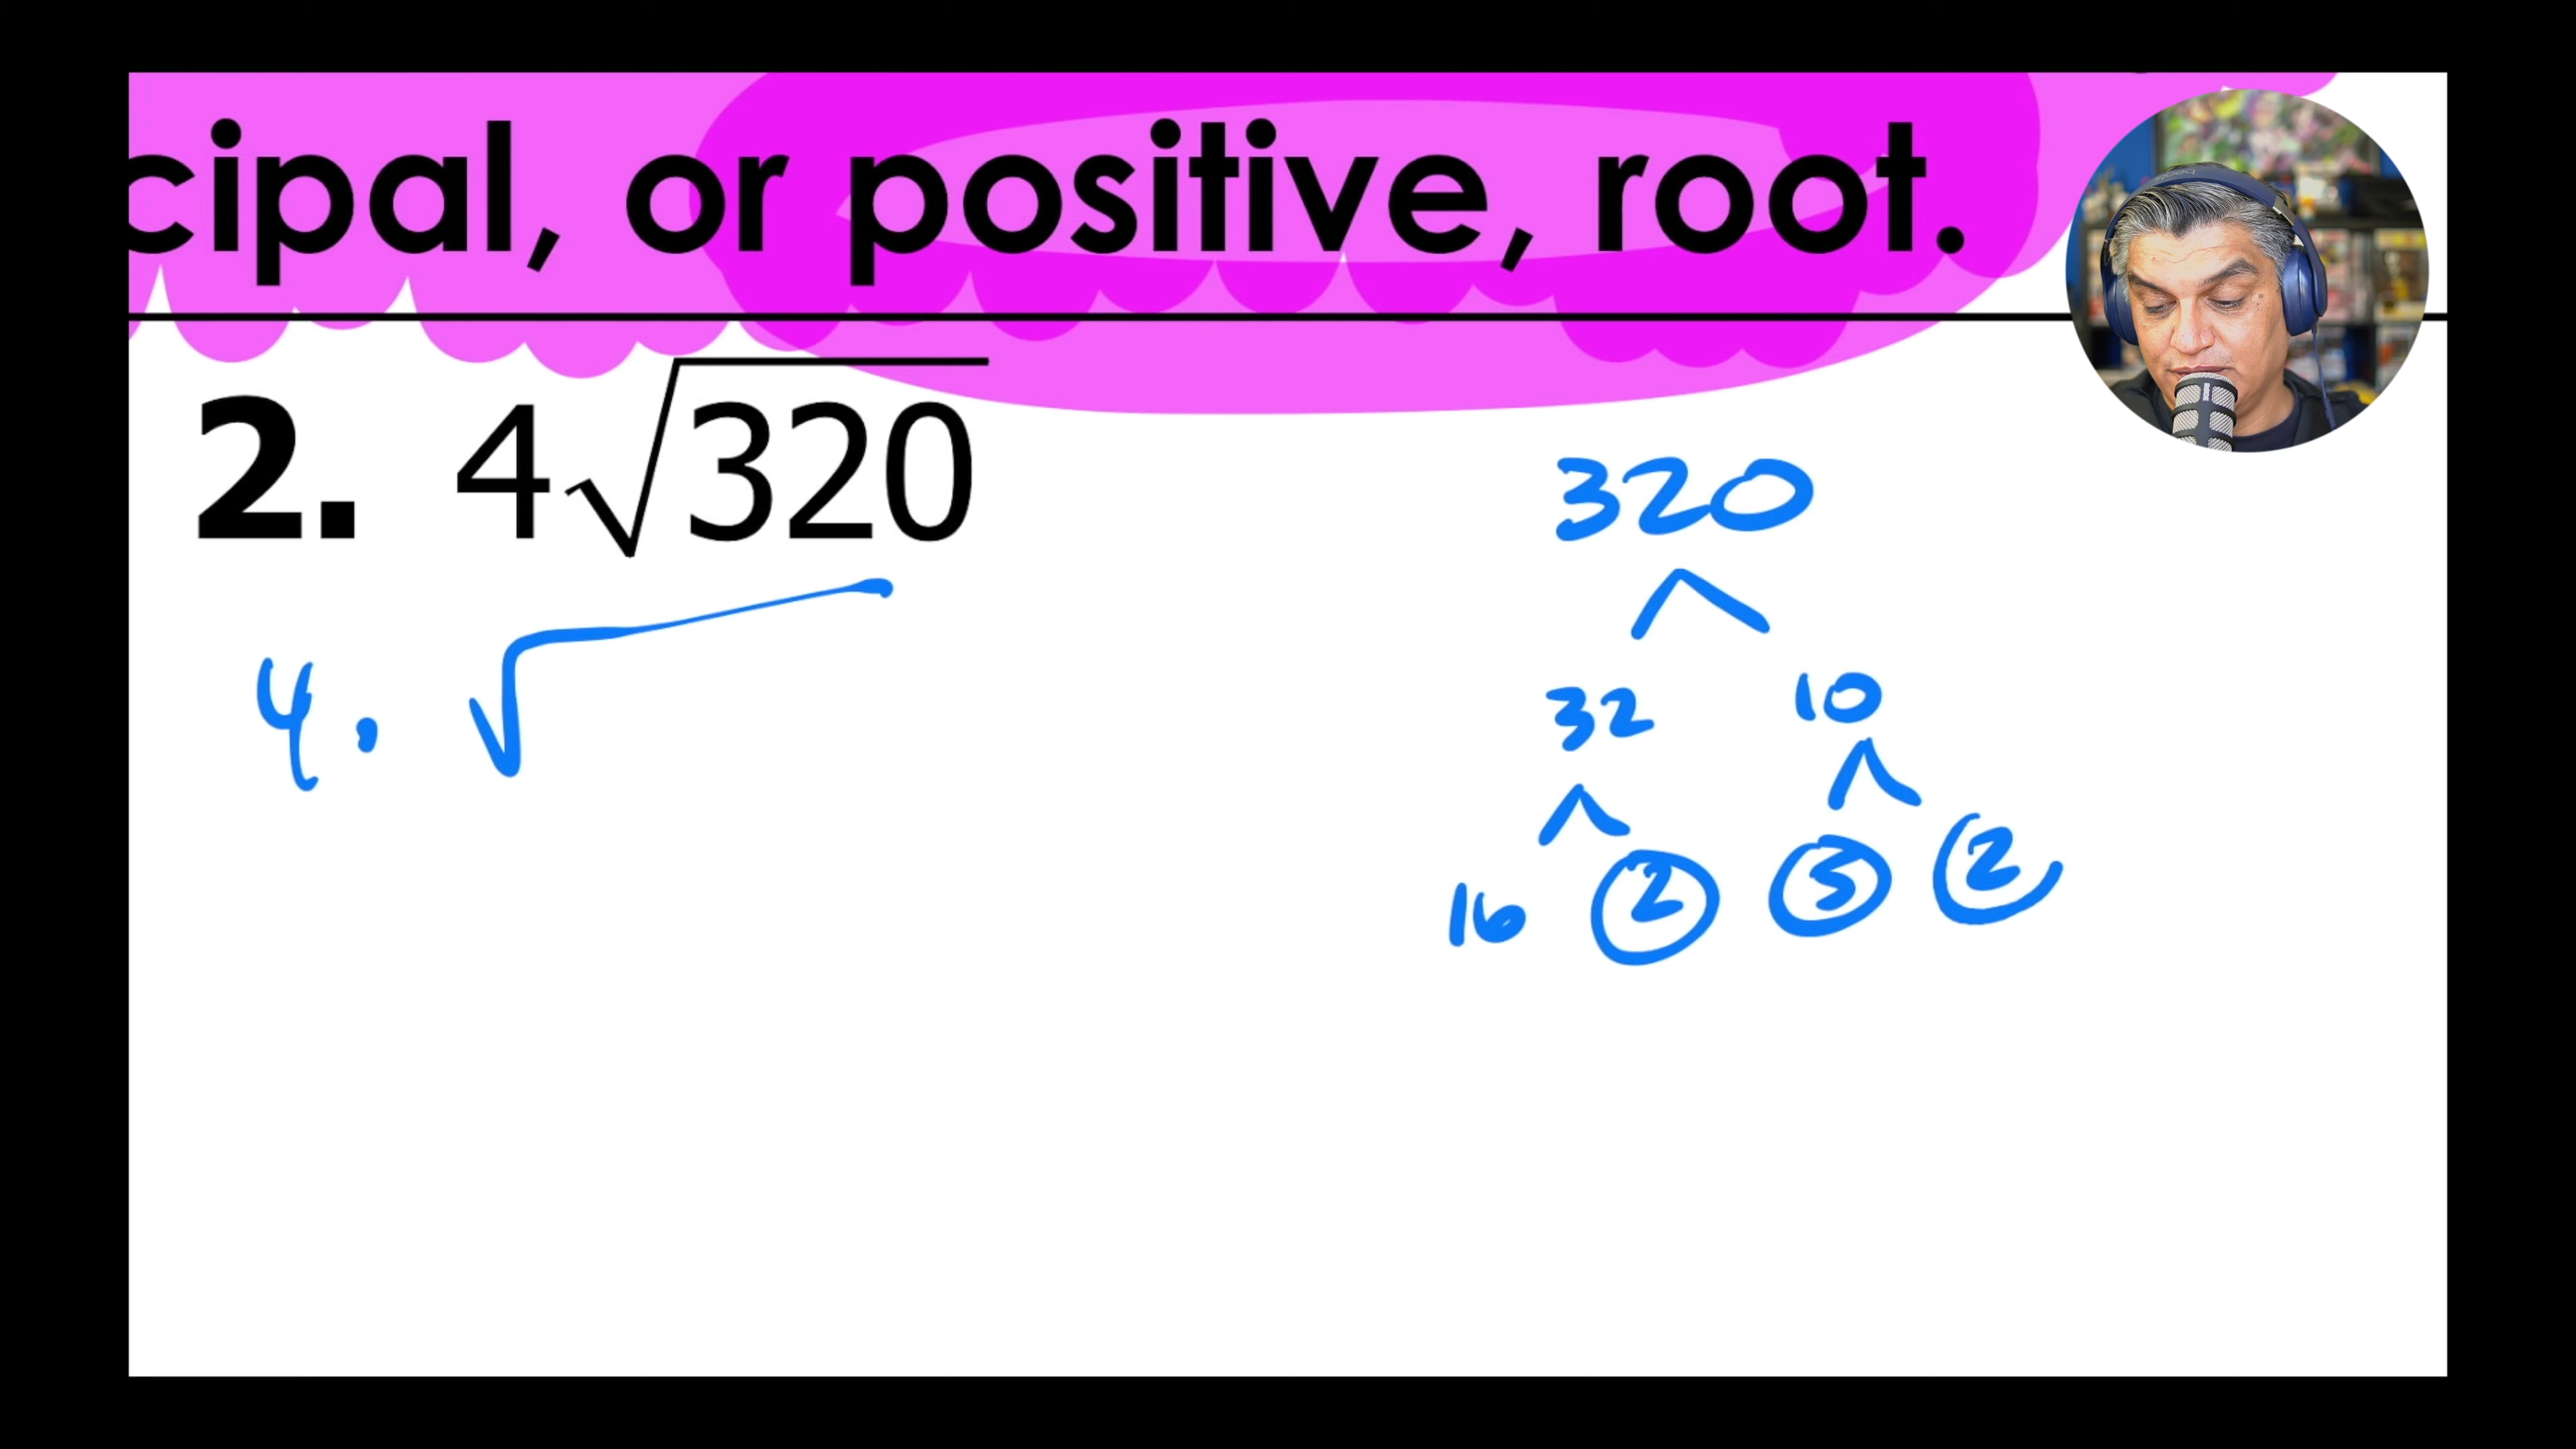 cipal, or positive, root.
2. 4√320
4 · √
320
32 10
16 2 5 2